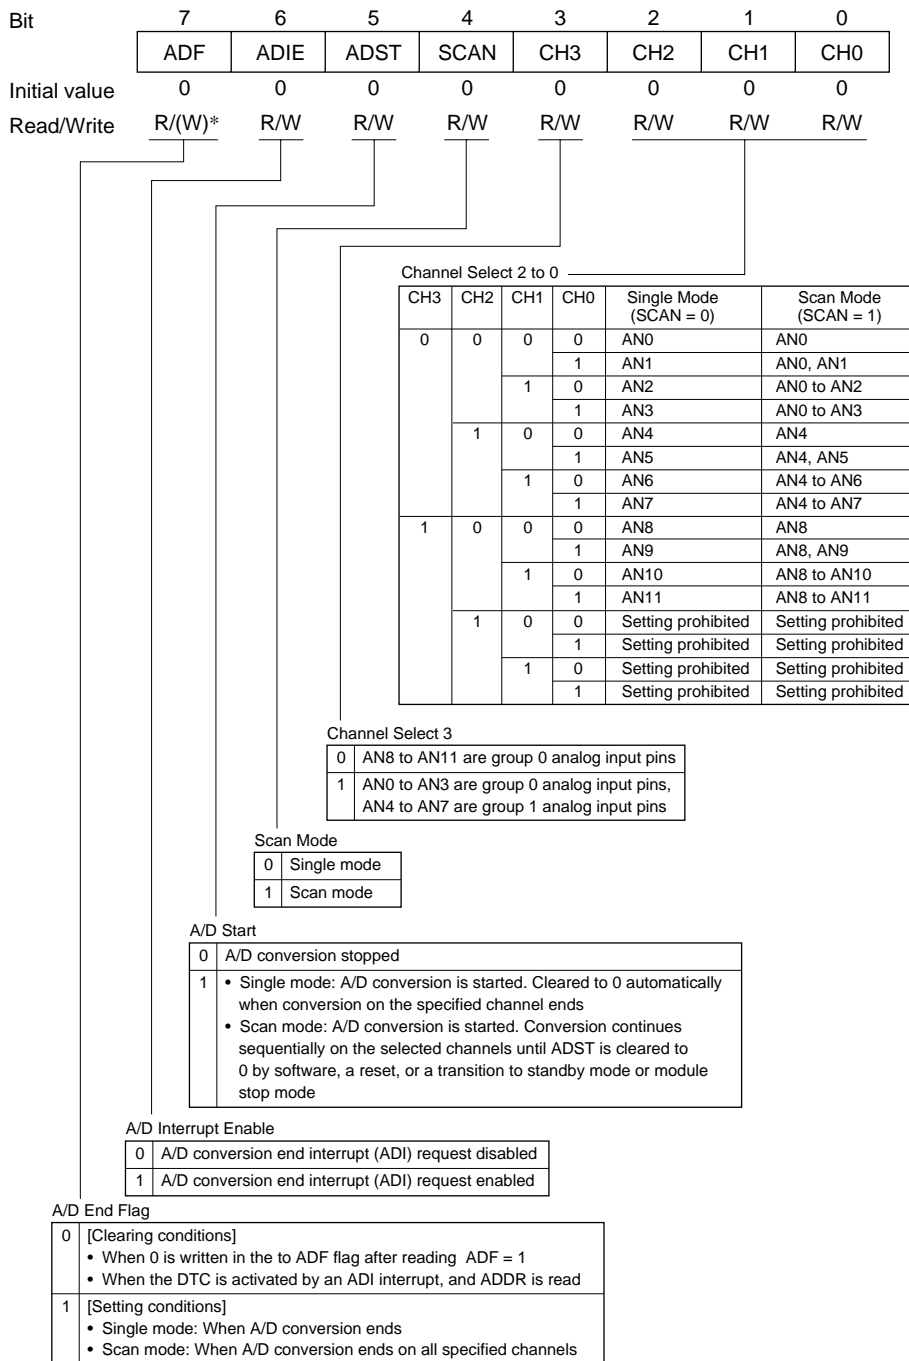 Bit 7 6 5 4 3 2 1 0
ADF ADIE ADST SCAN CH3 CH2 CH1 CH0
Initial value 0 0 0 0 0 0 0 0
Read/Write R/(W)* R/W R/W R/W R/W R/W R/W R/W
Channel Select 2 to 0
CH3 CH2 CH1 CH0 Single Mode Scan Mode
(SCAN = 0) (SCAN = 1)
0 0 0 0 AN0 AN0
1 AN1 AN0, AN1
1 0 AN2 AN0 to AN2
1 AN3 AN0 to AN3
1 0 0 AN4 AN4
1 AN5 AN4, AN5
1 0 AN6 AN4 to AN6
1 AN7 AN4 to AN7
1 0 0 0 AN8 AN8
1 AN9 AN8, AN9
1 0 AN10 AN8 to AN10
1 AN11 AN8 to AN11
1 0 0 Setting prohibited Setting prohibited
1 Setting prohibited Setting prohibited
1 0 Setting prohibited Setting prohibited
1 Setting prohibited Setting prohibited
Channel Select 3
0 AN8 to AN11 are group 0 analog input pins
1 AN0 to AN3 are group 0 analog input pins,
AN4 to AN7 are group 1 analog input pins
Scan Mode
0 Single mode
1 Scan mode
A/D Start
0 A/D conversion stopped
1 • Single mode: A/D conversion is started. Cleared to 0 automatically
when conversion on the specified channel ends
• Scan mode: A/D conversion is started. Conversion continues
sequentially on the selected channels until ADST is cleared to
0 by software, a reset, or a transition to standby mode or module
stop mode
A/D Interrupt Enable
0 A/D conversion end interrupt (ADI) request disabled
1 A/D conversion end interrupt (ADI) request enabled
A/D End Flag
0 [Clearing conditions]
• When 0 is written in the to ADF flag after reading ADF = 1
• When the DTC is activated by an ADI interrupt, and ADDR is read
1 [Setting conditions]
• Single mode: When A/D conversion ends
• Scan mode: When A/D conversion ends on all specified channels